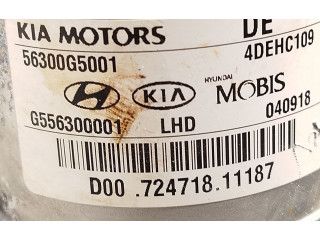 KIA MOTORS DE
56300G5001 4DEHC109
KIA HYUNDAI MOBIS
G556300001 LHD 040918
D00 .724718.11187